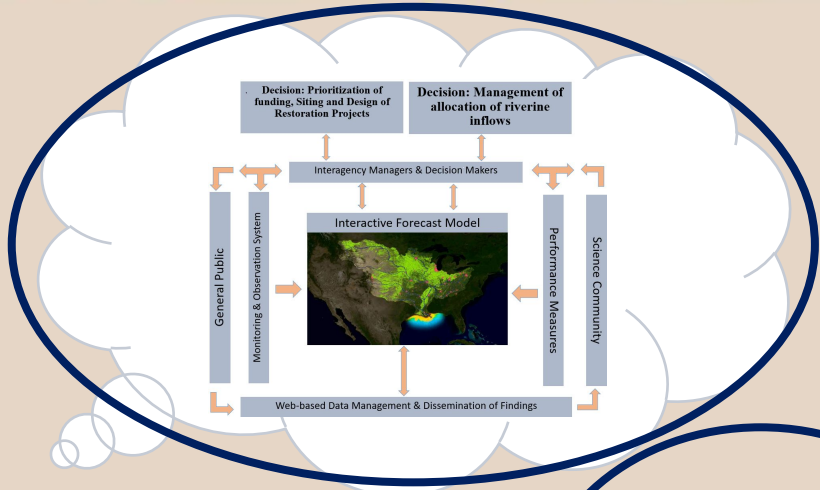 Decision: Prioritization of
funding, Siting and Design of
Restoration Projects
Decision: Management of
allocation of riverine
inflows
Interagency Managers & Decision Makers
General Public
Monitoring & Observation System
Interactive Forecast Model
Performance Measures
Science Community
Web-based Data Management & Dissemination of Findings